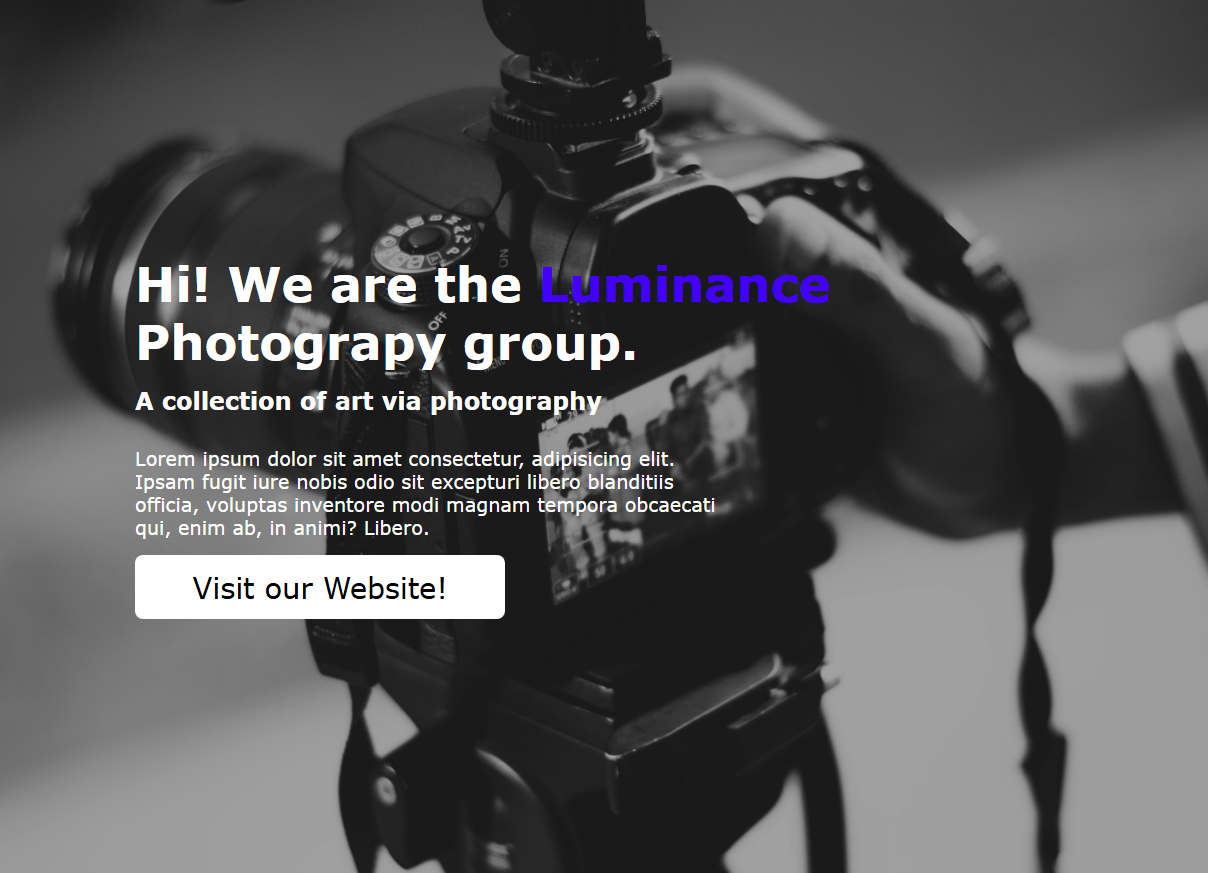 ON
OFF
Hi! We are the Luminance
Photograpy group.
A collection of art via photography
Lorem ipsum dolor sit amet consectetur, adipisicing elit.
Ipsam fugit iure nobis odio sit excepturi libero blanditiis
officia, voluptas inventore modi magnam tempora obcaecati
qui, enim ab, in animi? Libero.
Visit our Website!